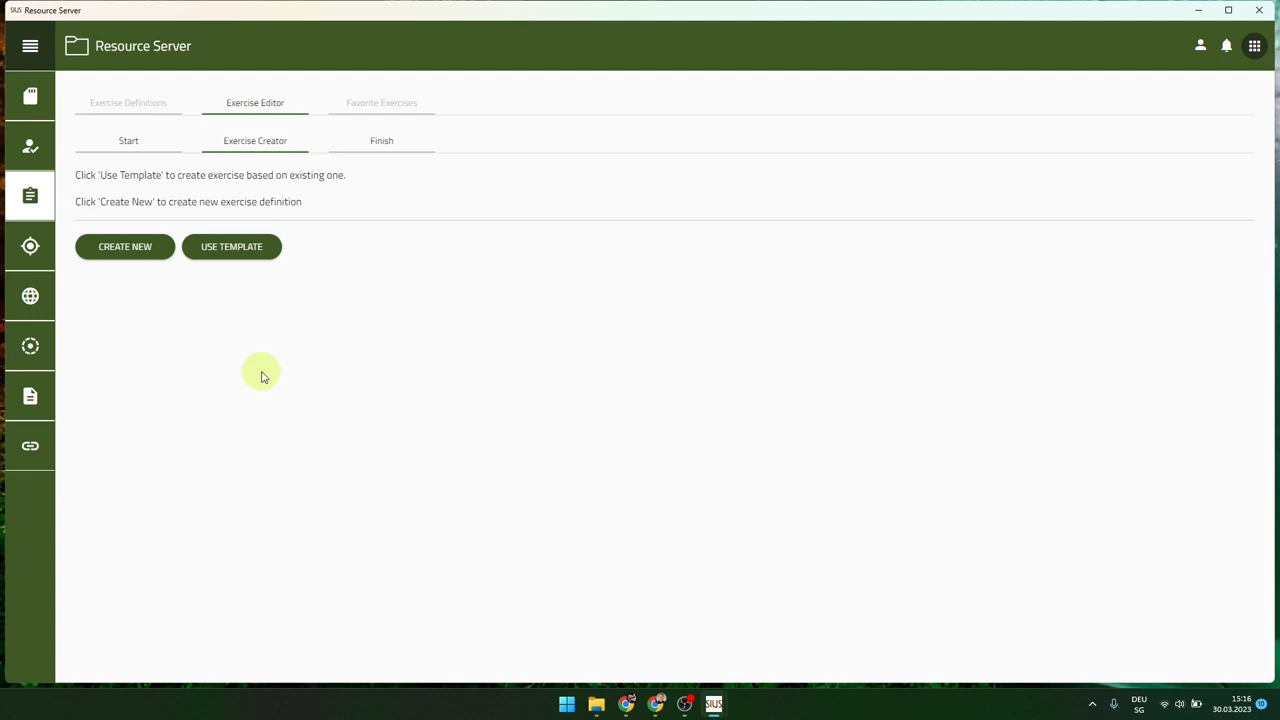 SIUS Resource Server
Resource Server
Exercise Definitions Exercise Editor Favorite Exercises
Start Exercise Creator Finish
Click 'Use Template' to create exercise based on existing one.
Click 'Create New' to create new exercise definition
CREATE NEW USE TEMPLATE
SIUS
DEU
SG
15:16
30.03.2023
10